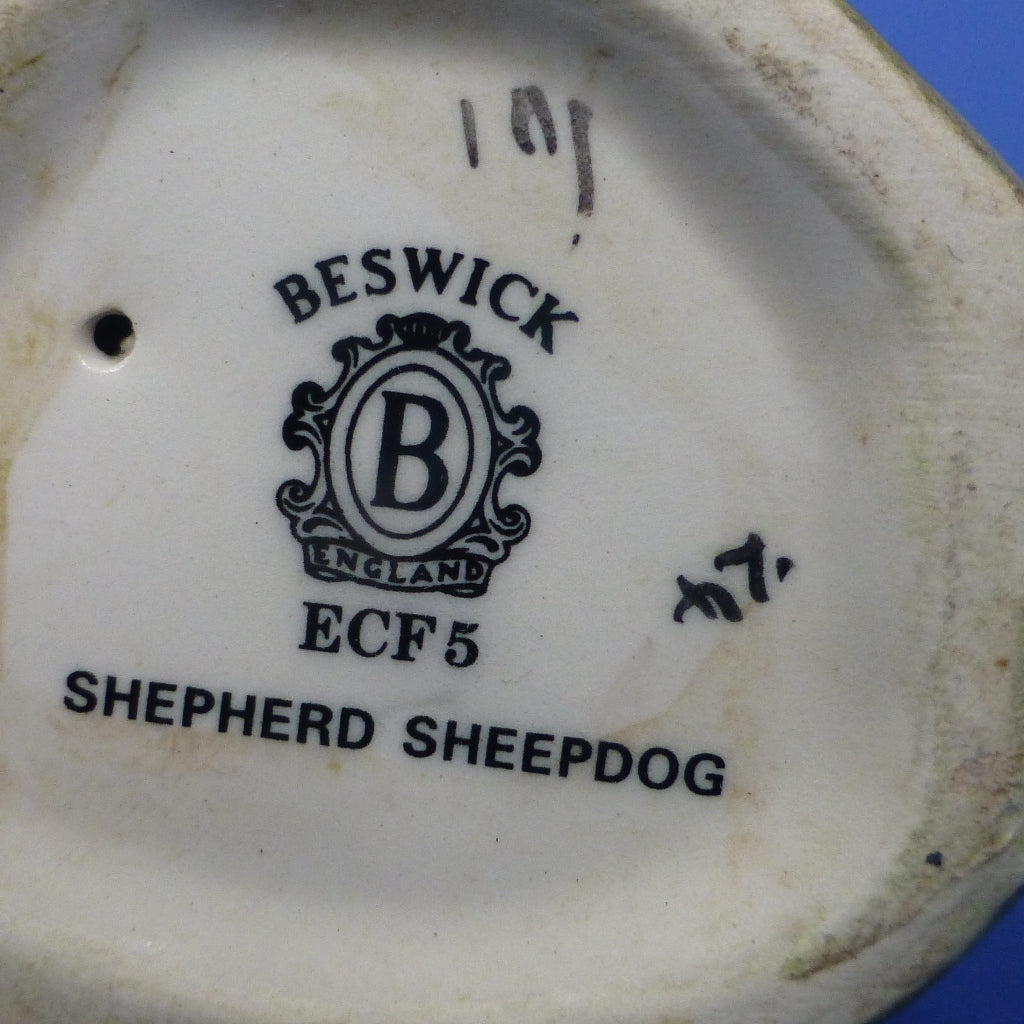 BESWICK
B
ENGLAND
ECF 5
SHEPHERD SHEEPDOG